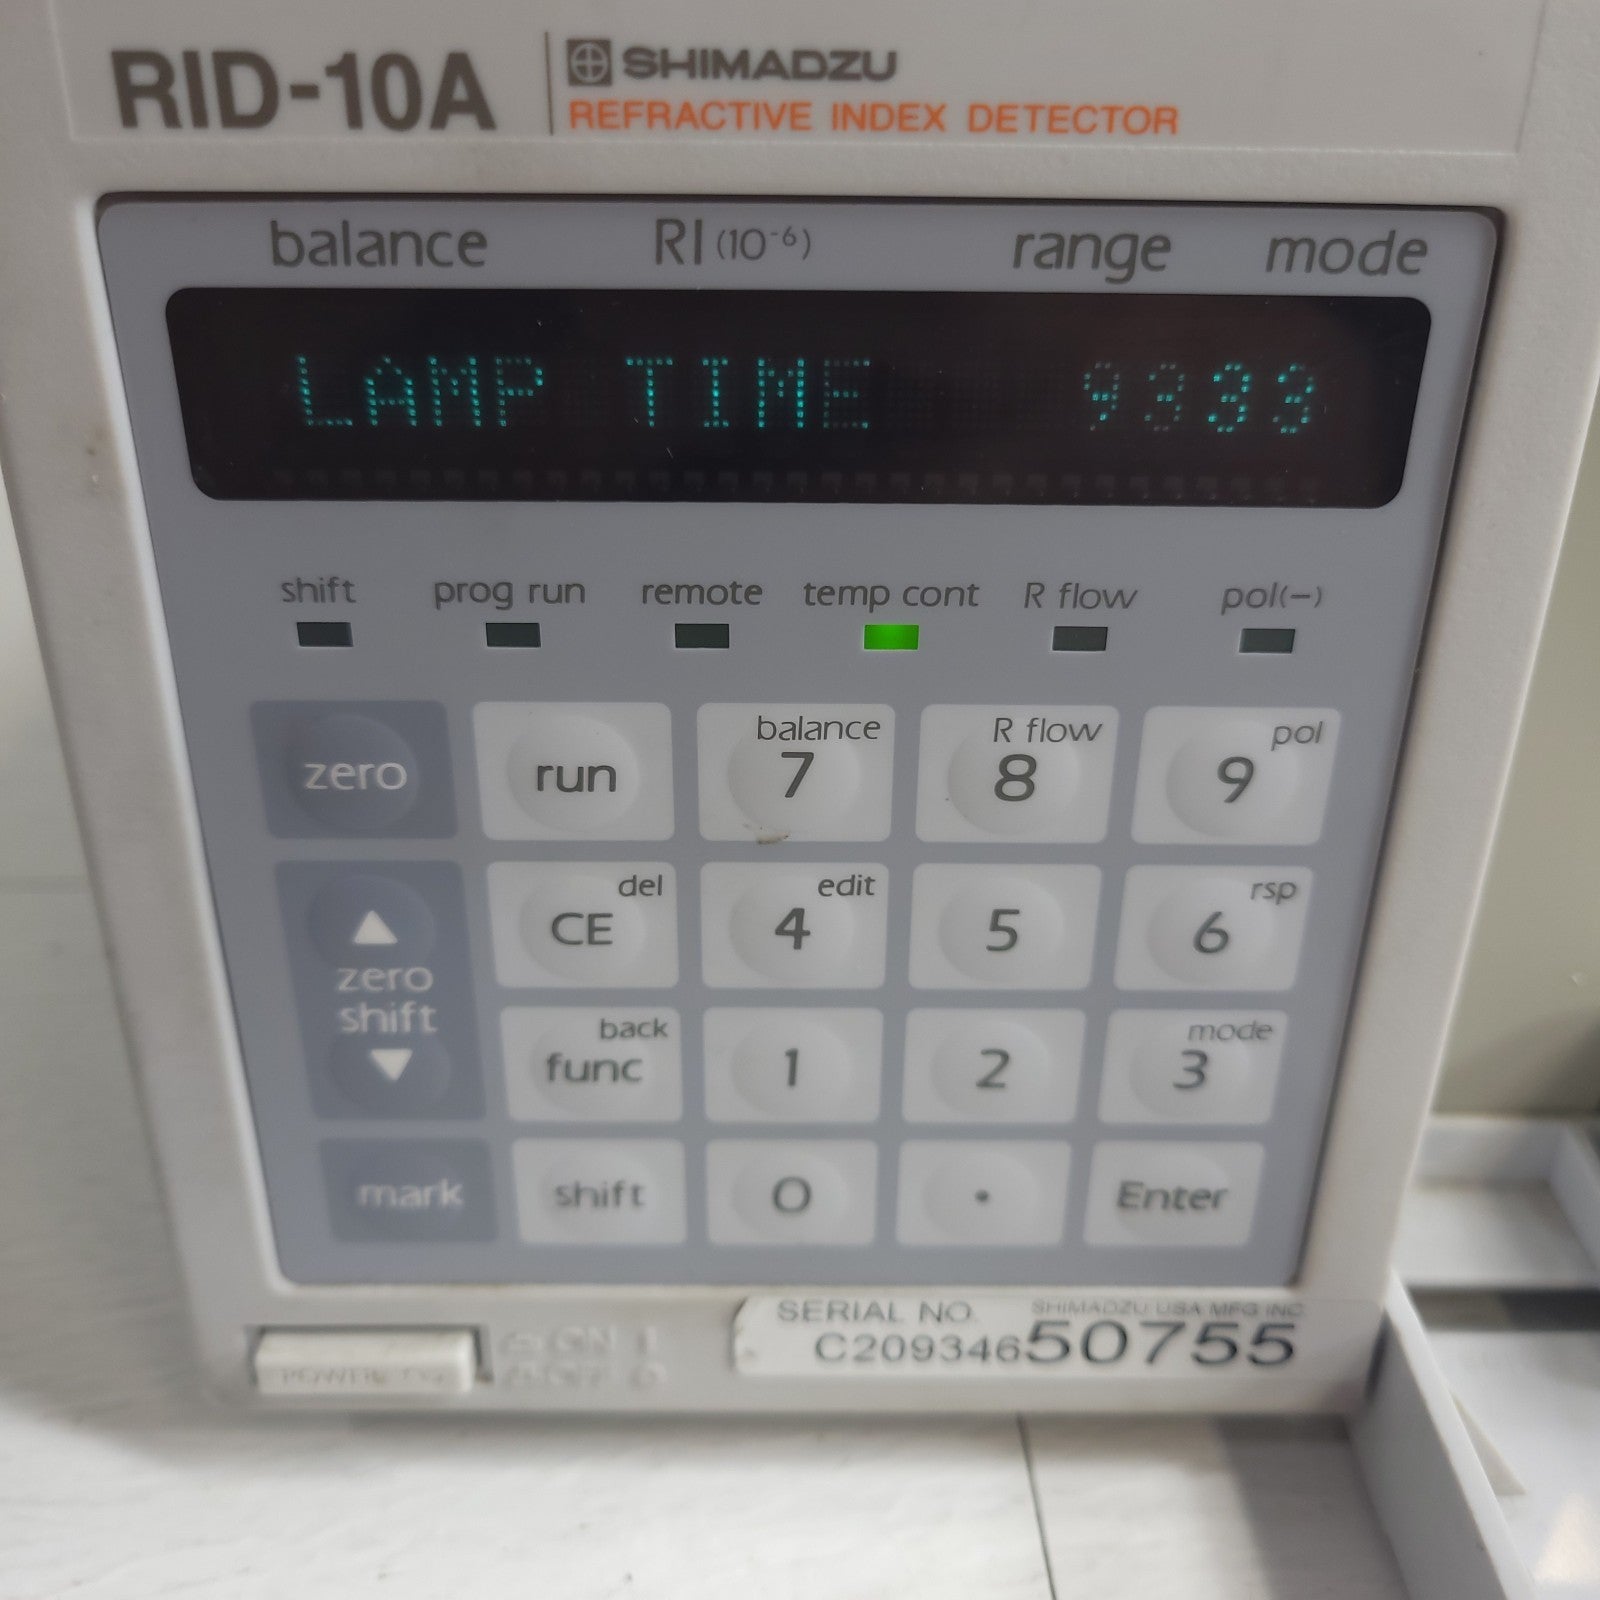 RID-10A
SHIMADZU
REFRACTIVE INDEX DETECTOR
balance RI (10⁻⁶) range mode
LAMP TIME 9333
shift prog run remote temp cont R flow pol(−)
zero run balance 7 R flow 8 pol 9
▲ zero shift ▼
del CE edit 4 5 rsp 6
back func 1 2 mode 3
mark shift 0 • Enter
SERIAL NO. SHIMADZU USA MFG INC
C20934650755
POWER
ON I